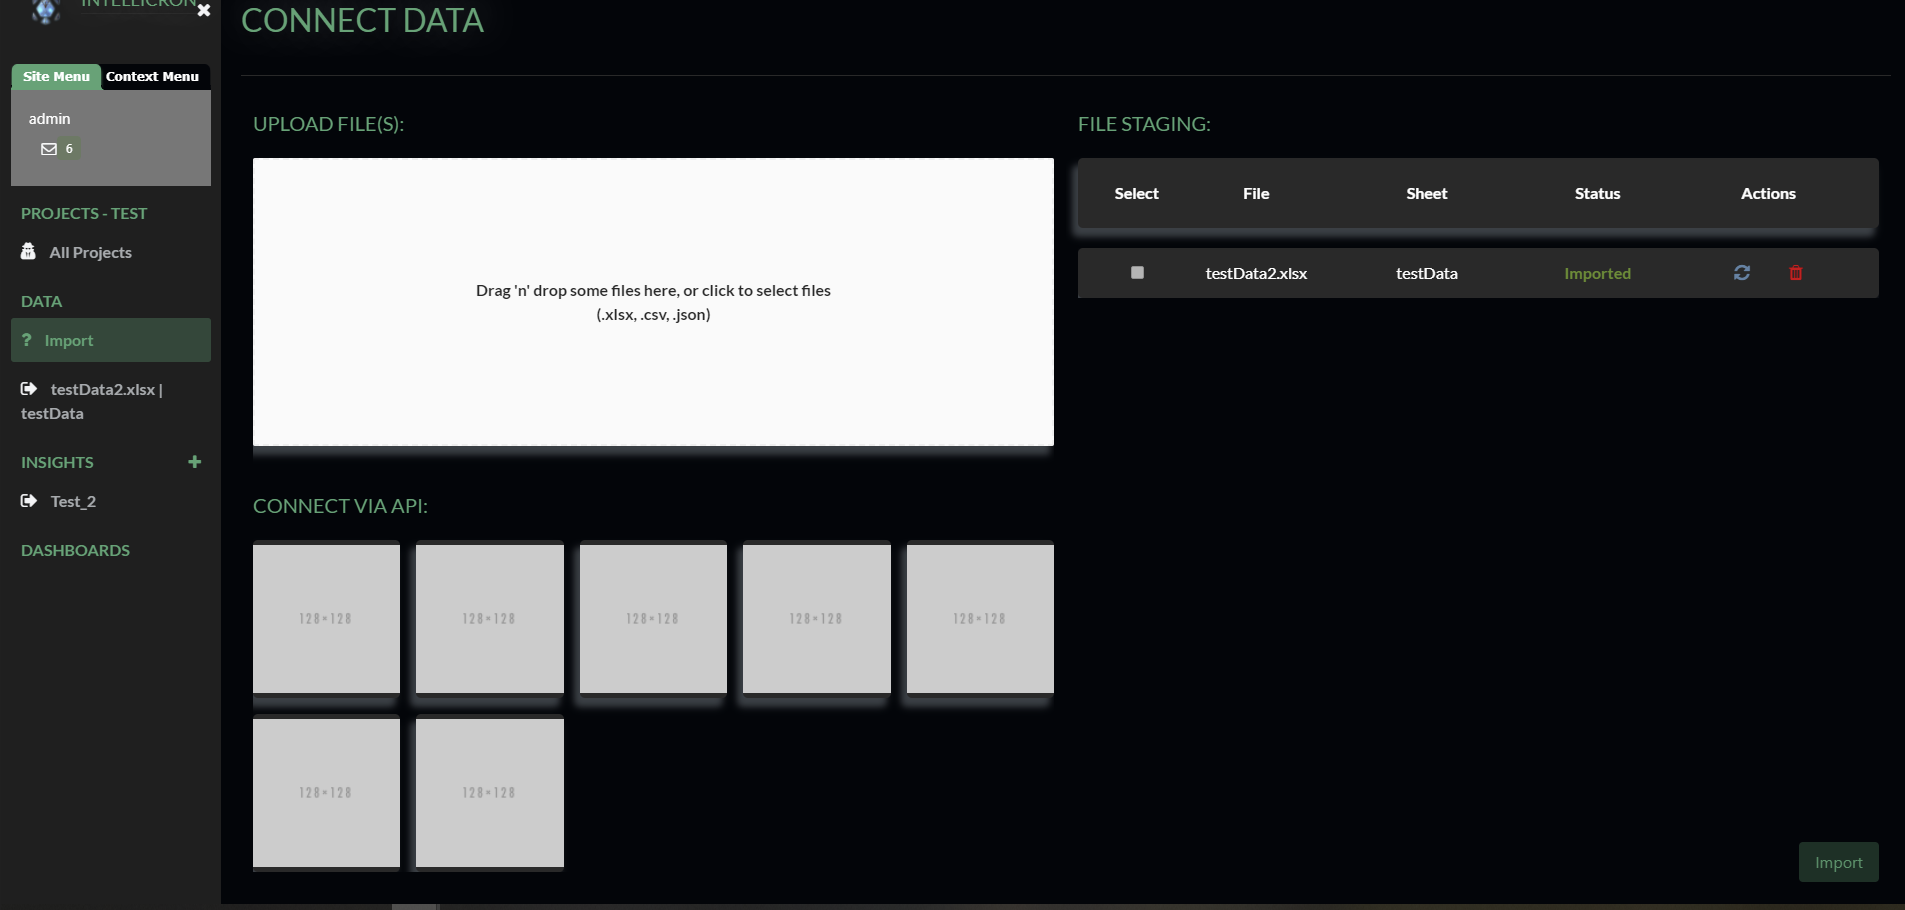 INTELLICRON
Site Menu
Context Menu
admin
6
PROJECTS - TEST
All Projects
DATA
? Import
testData2.xlsx |
testData
INSIGHTS +
Test_2
DASHBOARDS
CONNECT DATA
UPLOAD FILE(S):
Drag 'n' drop some files here, or click to select files
(.xlsx, .csv, .json)
CONNECT VIA API:
128×128 128×128 128×128 128×128 128×128
128×128 128×128
FILE STAGING:
Select File Sheet Status Actions
testData2.xlsx testData Imported
Import